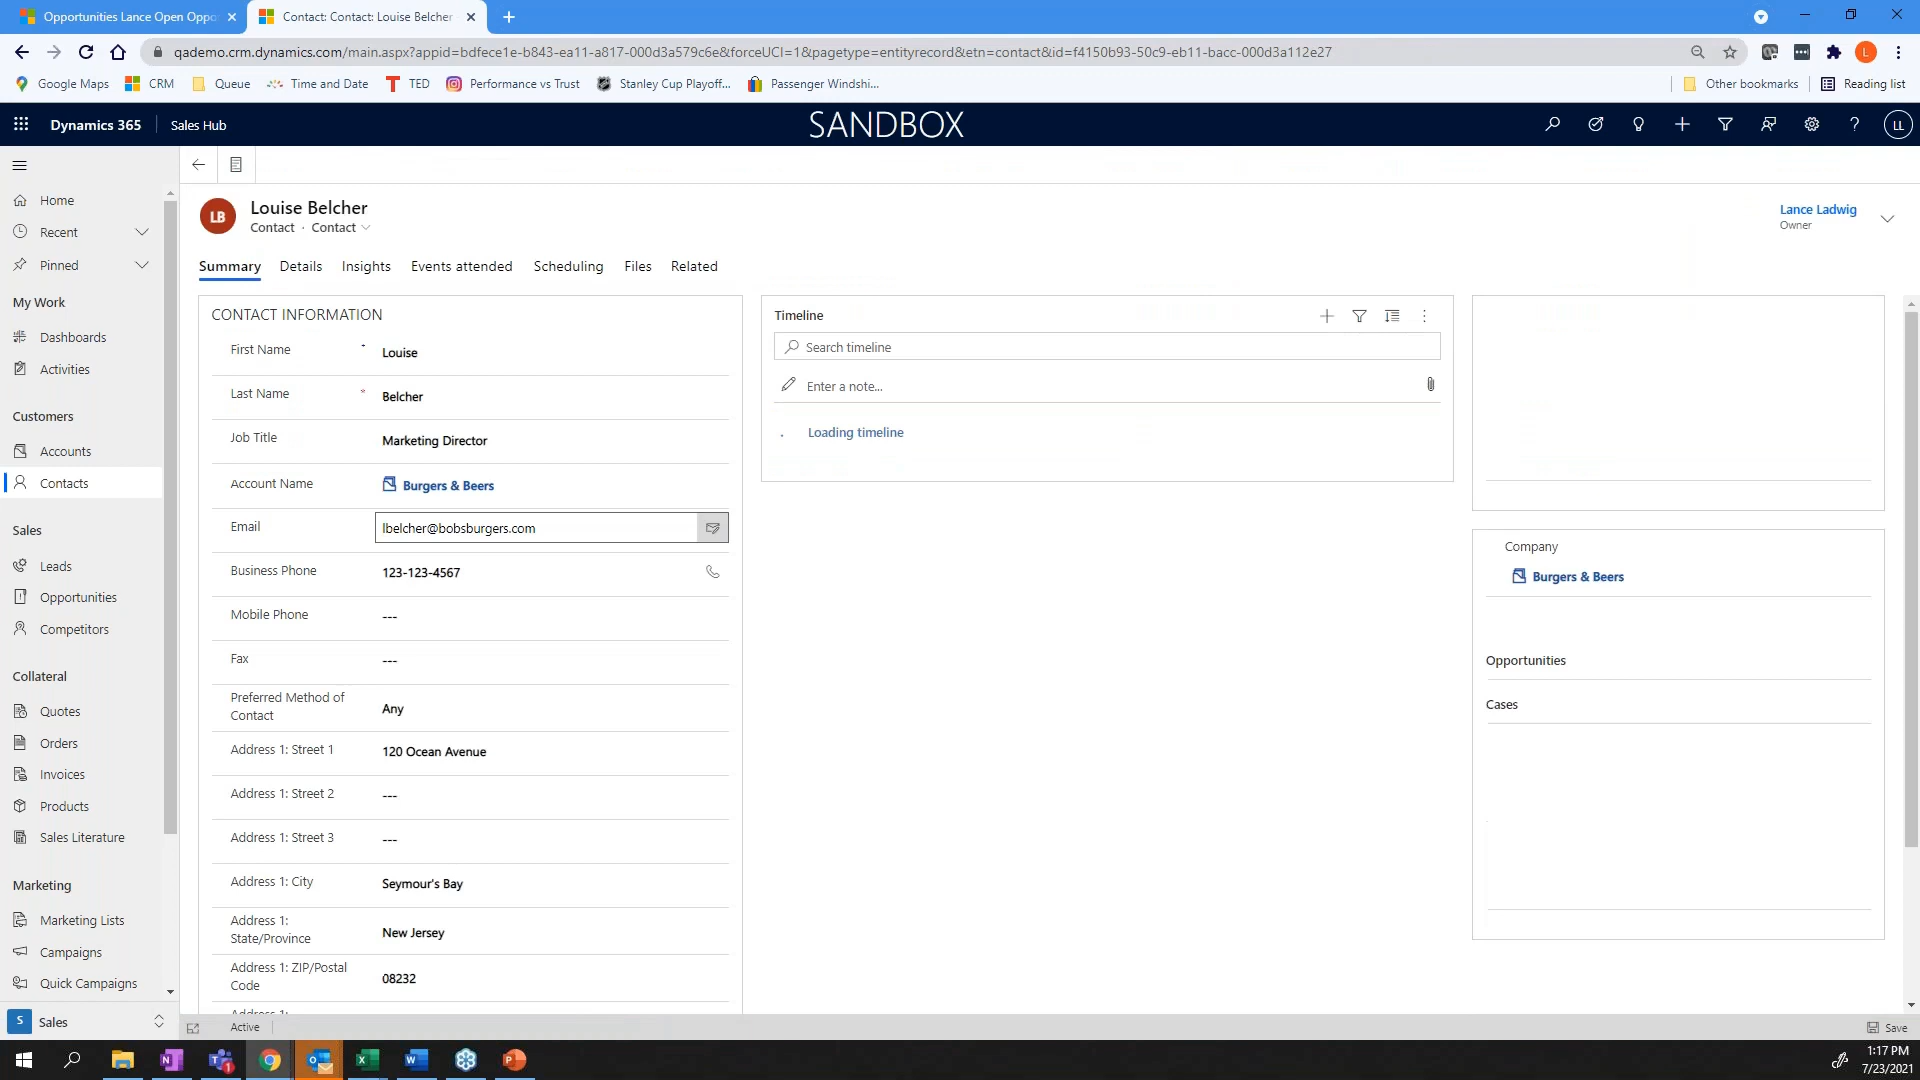 Opportunities Lance Open Oppo
Contact: Contact: Louise Belcher
qademo.crm.dynamics.com/main.aspx?appid=bdfece1e-b843-ea11-a817-000d3a579c6e&forceUCI=1&pagetype=entityrecord&etn=contact&id=f4150b93-50c9-eb11-bacc-000d3a112e27
L
Google Maps
CRM
Queue
Time and Date
TED
Performance vs Trust
Stanley Cup Playoff...
Passenger Windshi...
Other bookmarks
Reading list
Dynamics 365
Sales Hub
SANDBOX
LL
Home
Recent
Pinned
My Work
Dashboards
Activities
Customers
Accounts
Contacts
Sales
Leads
Opportunities
Competitors
Collateral
Quotes
Orders
Invoices
Products
Sales Literature
Marketing
Marketing Lists
Campaigns
Quick Campaigns
S
Sales
LB
Louise Belcher
Contact · Contact
Lance Ladwig
Owner
Summary
Details
Insights
Events attended
Scheduling
Files
Related
CONTACT INFORMATION
First Name
Louise
Last Name *
Belcher
Job Title
Marketing Director
Account Name
Burgers & Beers
Email
lbelcher@bobsburgers.com
Business Phone
123-123-4567
Mobile Phone
---
Fax
---
Preferred Method of
Contact
Any
Address 1: Street 1
120 Ocean Avenue
Address 1: Street 2
---
Address 1: Street 3
---
Address 1: City
Seymour's Bay
Address 1:
State/Province
New Jersey
Address 1: ZIP/Postal
Code
08232
Address 1:
Timeline
Search timeline
Enter a note...
Loading timeline
Company
Burgers & Beers
Opportunities
Cases
Active
Save
1:17 PM
7/23/2021